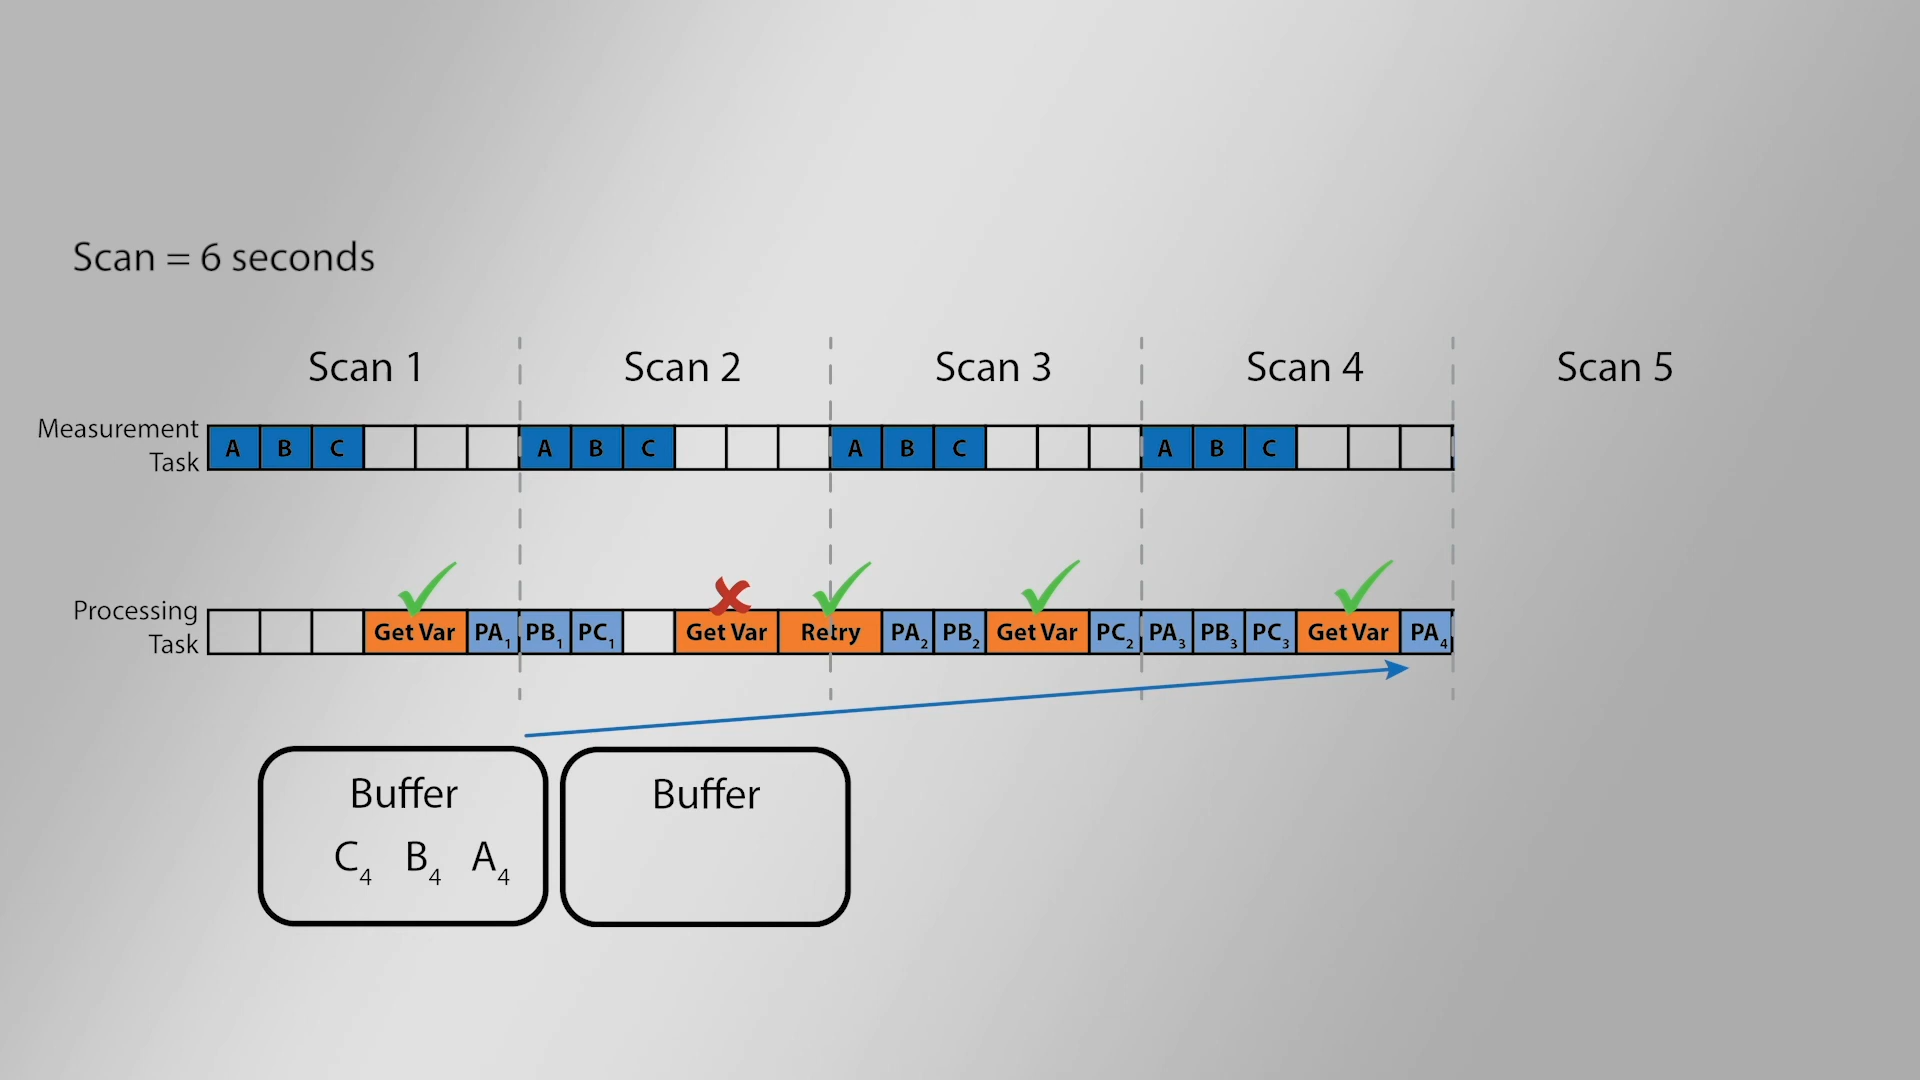 Scan = 6 seconds
Scan 1 Scan 2 Scan 3 Scan 4 Scan 5
Measurement
Task
A B C A B C A B C A B C
Processing
Task
Get Var PA₁ PB₁ PC₁ Get Var Retry PA₂ PB₂ Get Var PC₂ PA₃ PB₃ PC₃ Get Var PA₄
Buffer Buffer
C₄ B₄ A₄